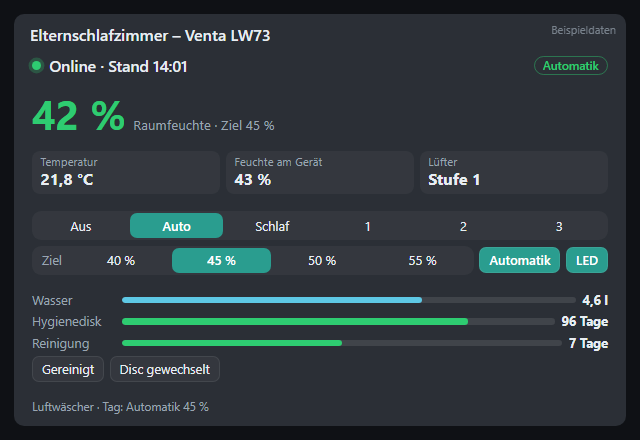 Elternschlafzimmer – Venta LW73
Beispieldaten
Online · Stand 14:01
Automatik
42 % Raumfeuchte · Ziel 45 %
Temperatur
21,8 °C
Feuchte am Gerät
43 %
Lüfter
Stufe 1
Aus Auto Schlaf 1 2 3
Ziel 40 % 45 % 50 % 55 % Automatik LED
Wasser 4,6 l
Hygienedisk 96 Tage
Reinigung 7 Tage
Gereinigt Disc gewechselt
Luftwäscher · Tag: Automatik 45 %